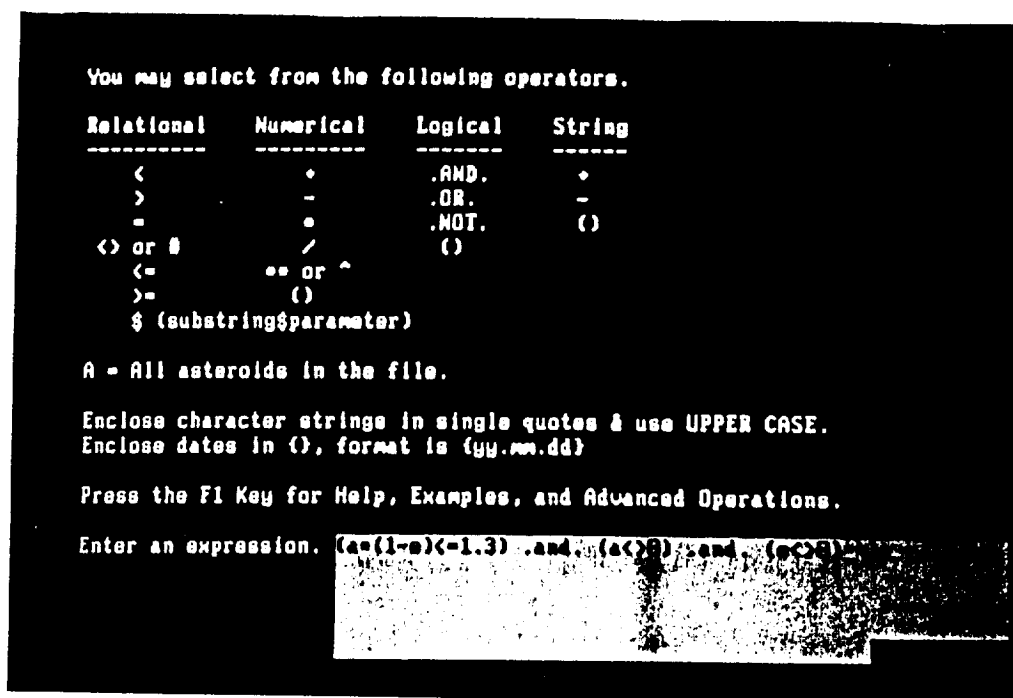 You may select from the following operators.
Relational Numerical Logical String
---------- --------- ------- ------
< + .AND. +
> - .OR. -
= * .NOT. ()
<> or # / ()
<= ** or ^
>= ()
$ (substring$parameter)
A = All asteroids in the file.
Enclose character strings in single quotes & use UPPER CASE.
Enclose dates in {}, format is {yy.mm.dd}
Press the F1 Key for Help, Examples, and Advanced Operations.
Enter an expression. (a*(1-e)<=1.3) .and. (a<>0) .and. (e<>0)